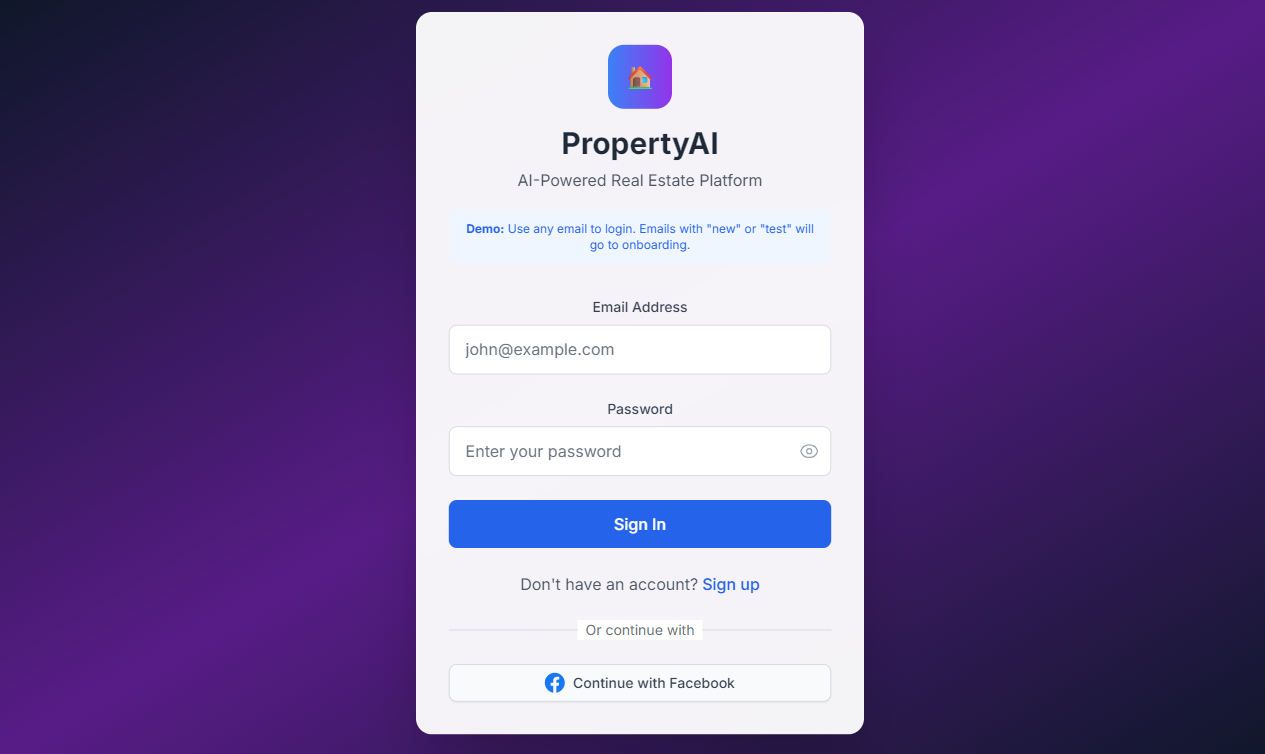 PropertyAI
AI-Powered Real Estate Platform
Demo: Use any email to login. Emails with "new" or "test" will
go to onboarding.
Email Address
john@example.com
Password
Enter your password
Sign In
Don't have an account? Sign up
Or continue with
Continue with Facebook